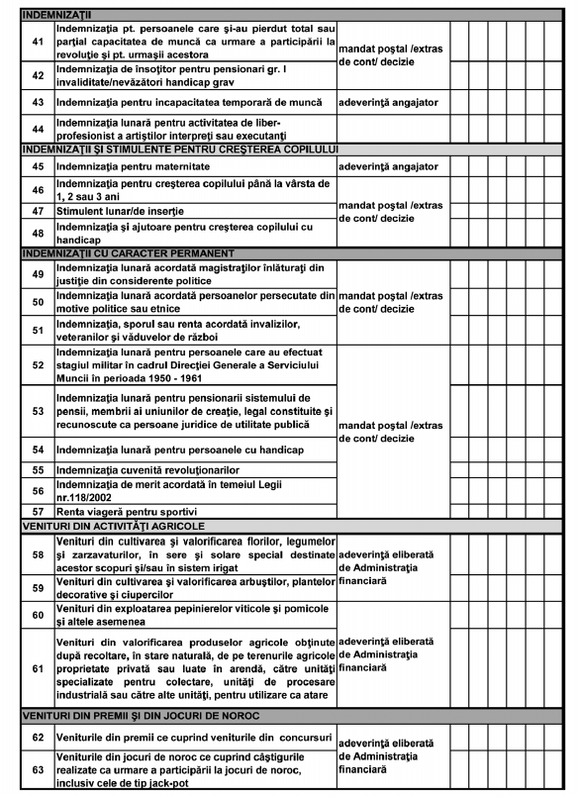 INDEMNIZAŢII
41 Indemnizaţia pt. persoanele care şi-au pierdut total sau
parţial capacitatea de muncă ca urmare a participării la
revoluţie şi pt. urmaşii acestora
mandat poştal /extras
de cont/ decizie
42 Indemnizaţia de însoţitor pentru pensionari gr. I
invaliditate/nevăzători handicap grav
43 Indemnizaţia pentru incapacitatea temporară de muncă adeverinţă angajator
44 Indemnizaţia lunară pentru activitatea de liber-
profesionist a artiştilor interpreţi sau executanţi
INDEMNIZAŢII ŞI STIMULENTE PENTRU CREŞTEREA COPILULUI
45 Indemnizaţia pentru maternitate adeverinţă angajator
46 Indemnizaţia pentru creşterea copilului până la vârsta de
1, 2 sau 3 ani
mandat poştal /extras
de cont/ decizie
47 Stimulent lunar/de inserţie
48 Indemnizaţia şi ajutoare pentru creşterea copilului cu
handicap
INDEMNIZAŢII CU CARACTER PERMANENT
49 Indemnizaţia lunară acordată magistraţilor înlăturaţi din
justiţie din considerente politice
50 Indemnizaţia lunară acordată persoanelor persecutate din
motive politice sau etnice
mandat poştal /extras
de cont/ decizie
51 Indemnizaţia, sporul sau renta acordată invalizilor,
veteranilor şi văduvelor de război
52 Indemnizaţia lunară pentru persoanele care au efectuat
stagiul militar în cadrul Direcţiei Generale a Serviciului
Muncii în perioada 1950 - 1961
53 Indemnizaţia lunară pentru pensionarii sistemului de
pensii, membrii ai uniunilor de creaţie, legal constituite şi
recunoscute ca persoane juridice de utilitate publică
mandat poştal /extras
de cont/ decizie
54 Indemnizaţia lunară pentru persoanele cu handicap
55 Indemnizaţia cuvenită revoluţionarilor
56 Indemnizaţia de merit acordată în temeiul Legii
nr.118/2002
57 Renta viageră pentru sportivi
VENITURI DIN ACTIVITĂŢI AGRICOLE
58 Venituri din cultivarea şi valorificarea florilor, legumelor
şi zarzavaturilor, în sere şi solare special destinate
acestor scopuri şi/sau în sistem irigat
adeverinţă eliberată
de Administraţia
financiară
59 Venituri din cultivarea şi valorificarea arbuştilor, plantelor
decorative şi ciupercilor
60 Venituri din exploatarea pepinierelor viticole şi pomicole
şi altele asemenea
61 Venituri din valorificarea produselor agricole obţinute
după recoltare, în stare naturală, de pe terenurile agricole
proprietate privată sau luate în arendă, către unităţi
specializate pentru colectare, unităţi de procesare
industrială sau către alte unităţi, pentru utilizare ca atare
adeverinţă eliberată
de Administraţia
financiară
VENITURI DIN PREMII ŞI DIN JOCURI DE NOROC
62 Veniturile din premii ce cuprind veniturile din concursuri
adeverinţă eliberată
de Administraţia
financiară
63 Veniturile din jocuri de noroc ce cuprind câştigurile
realizate ca urmare a participării la jocuri de noroc,
inclusiv cele de tip jack-pot